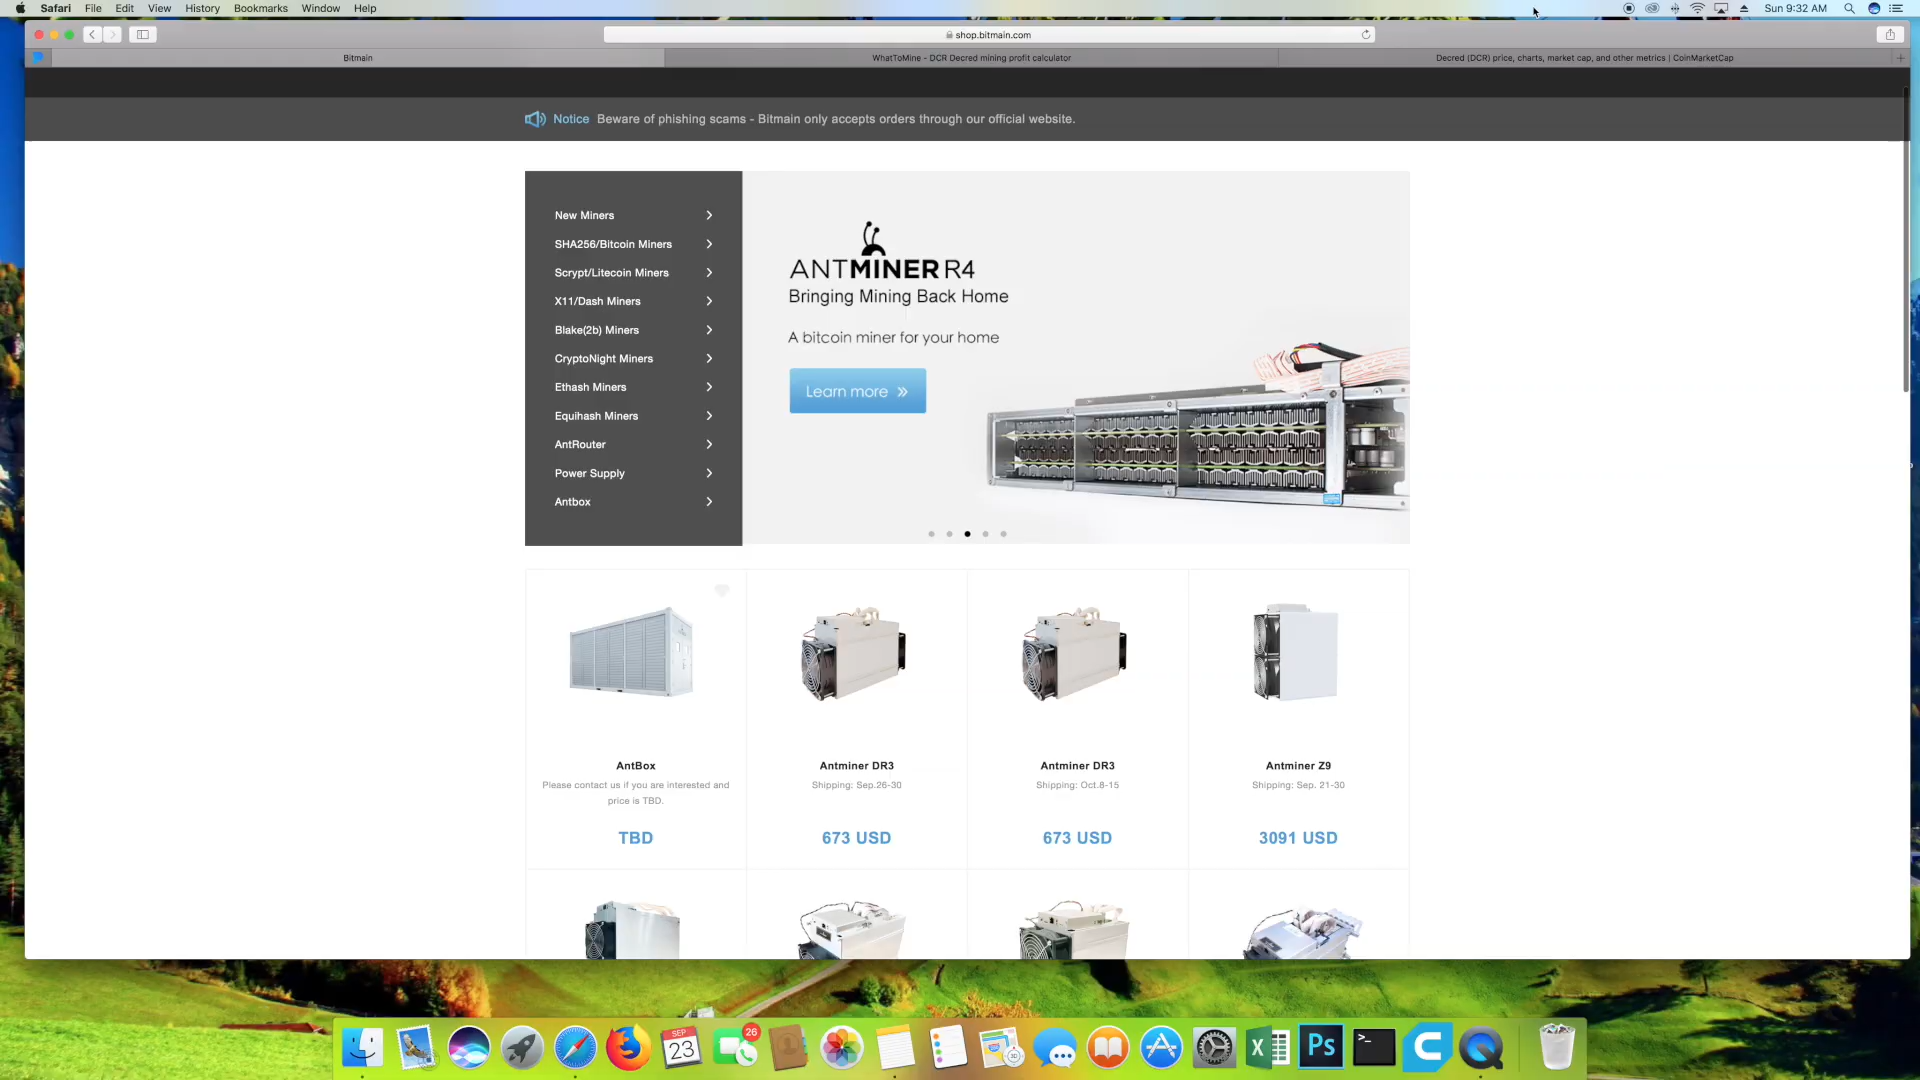 Safari File Edit View History Bookmarks Window Help
Sun 9:32 AM
shop.bitmain.com
Bitmain
WhatToMine - DCR Decred mining profit calculator
Decred (DCR) price, charts, market cap, and other metrics | CoinMarketCap
Notice Beware of phishing scams - Bitmain only accepts orders through our official website.
New Miners
SHA256/Bitcoin Miners
Scrypt/Litecoin Miners
X11/Dash Miners
Blake(2b) Miners
CryptoNight Miners
Ethash Miners
Equihash Miners
AntRouter
Power Supply
Antbox
ANTMINER R4
Bringing Mining Back Home
A bitcoin miner for your home
Learn more »
AntBox
Please contact us if you are interested and
price is TBD.
TBD
Antminer DR3
Shipping: Sep.26-30
673 USD
Antminer DR3
Shipping: Oct.8-15
673 USD
Antminer Z9
Shipping: Sep. 21-30
3091 USD
SEP
23
26
Ps